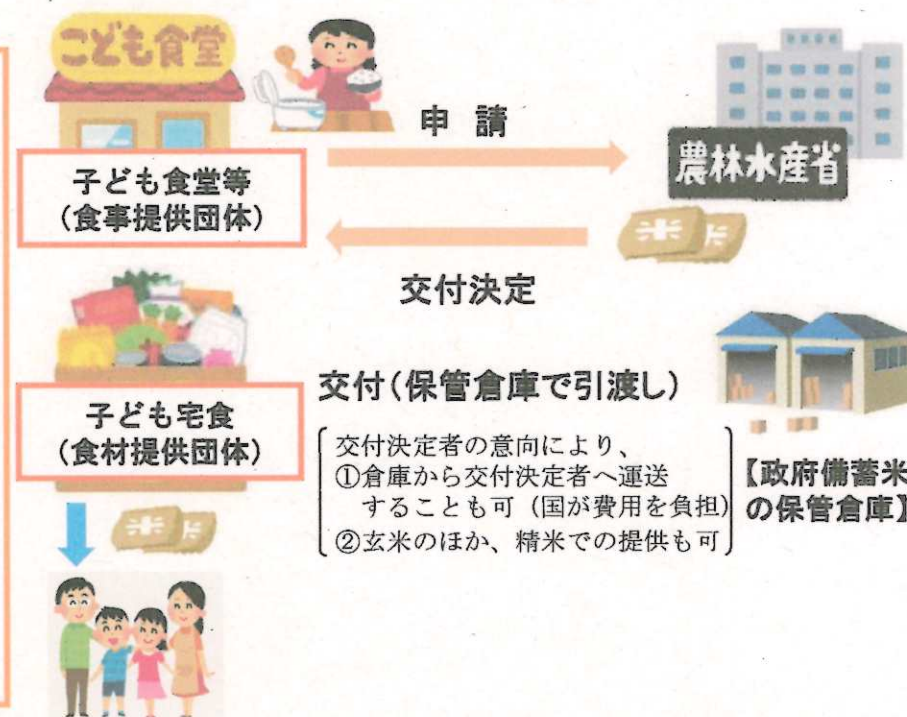 こども食堂
申 請
農林水産省
子ども食堂等
(食事提供団体)
米 米
交付決定
交付(保管倉庫で引渡し)
子ども宅食
(食材提供団体)
交付決定者の意向により、
①倉庫から交付決定者へ運送
することも可(国が費用を負担)
②玄米のほか、精米での提供も可
【政府備蓄米
の保管倉庫】
米 米